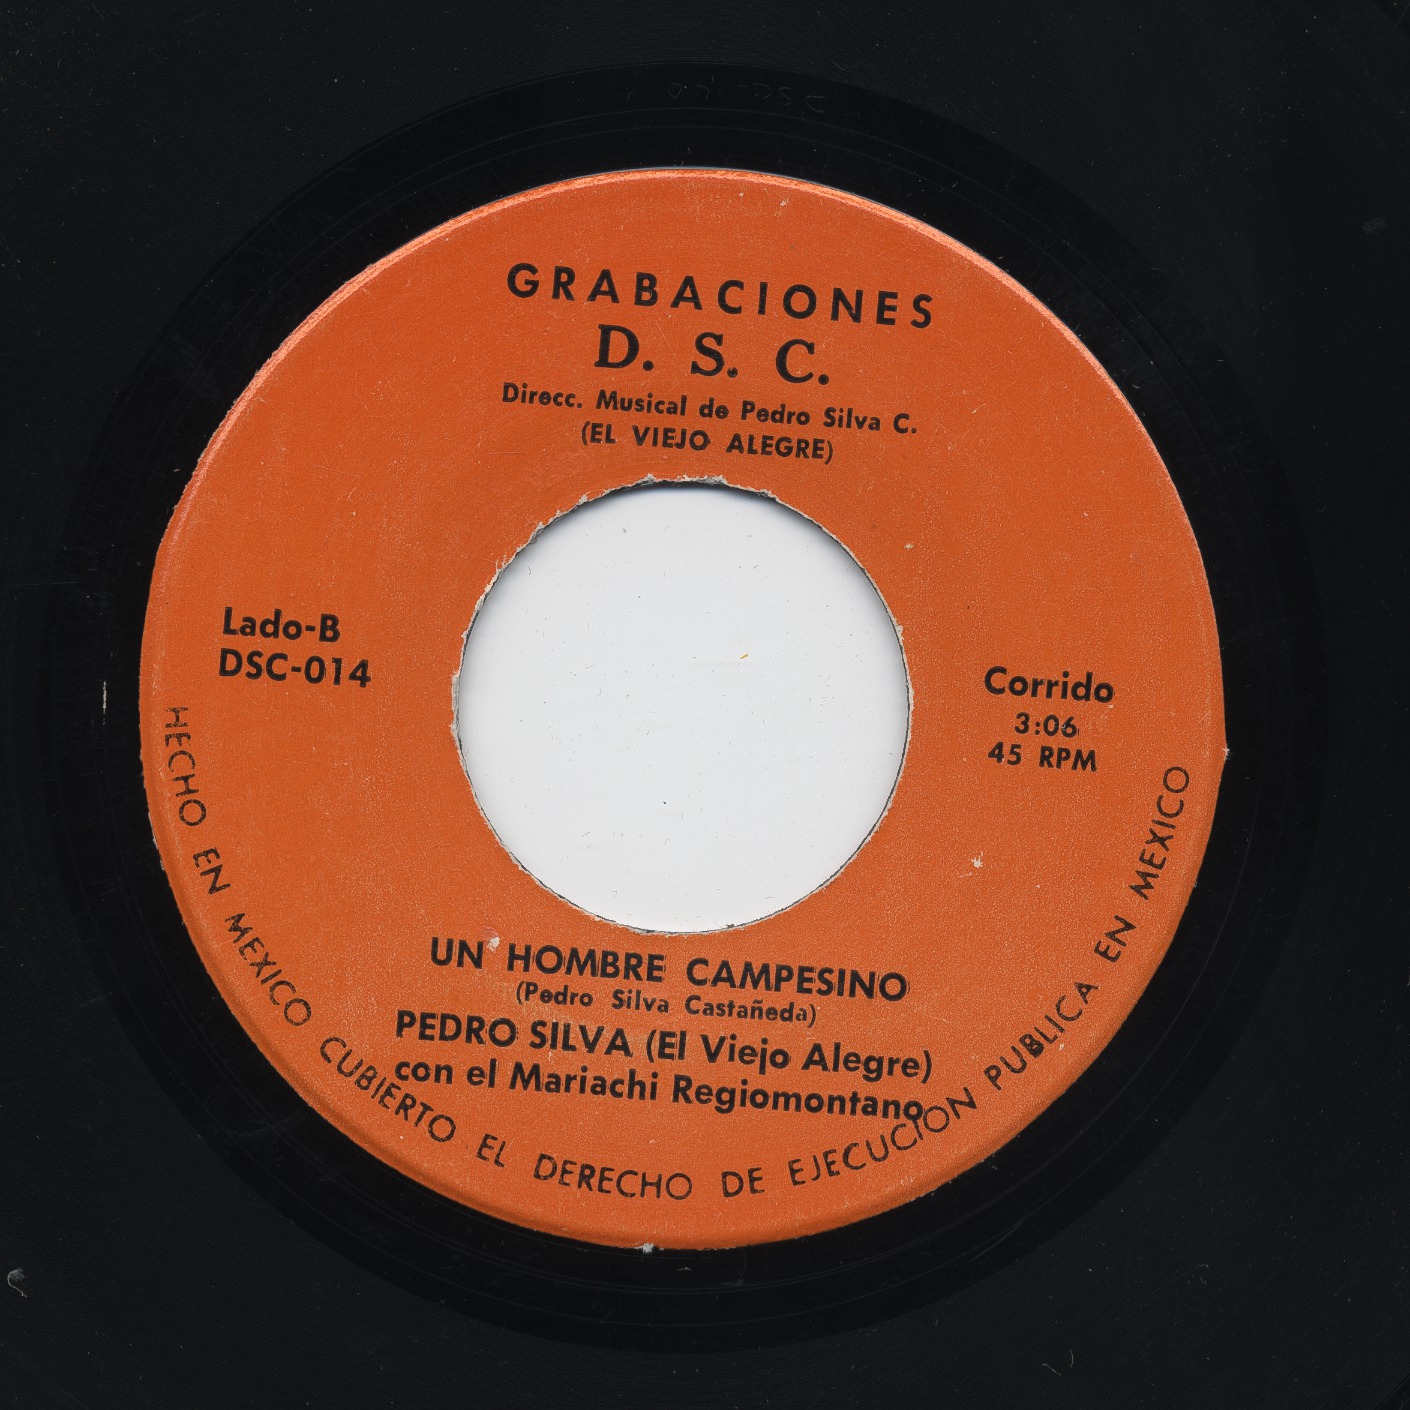 GRABACIONES
D. S. C.
Direcc. Musical de Pedro Silva C.
(EL VIEJO ALEGRE)
Lado-B
DSC-014
Corrido
3:06
45 RPM
UN HOMBRE CAMPESINO
(Pedro Silva Castañeda)
PEDRO SILVA (El Viejo Alegre)
con el Mariachi Regiomontano
HECHO EN MEXICO CUBIERTO EL DERECHO DE EJECUCION PUBLICA EN MEXICO